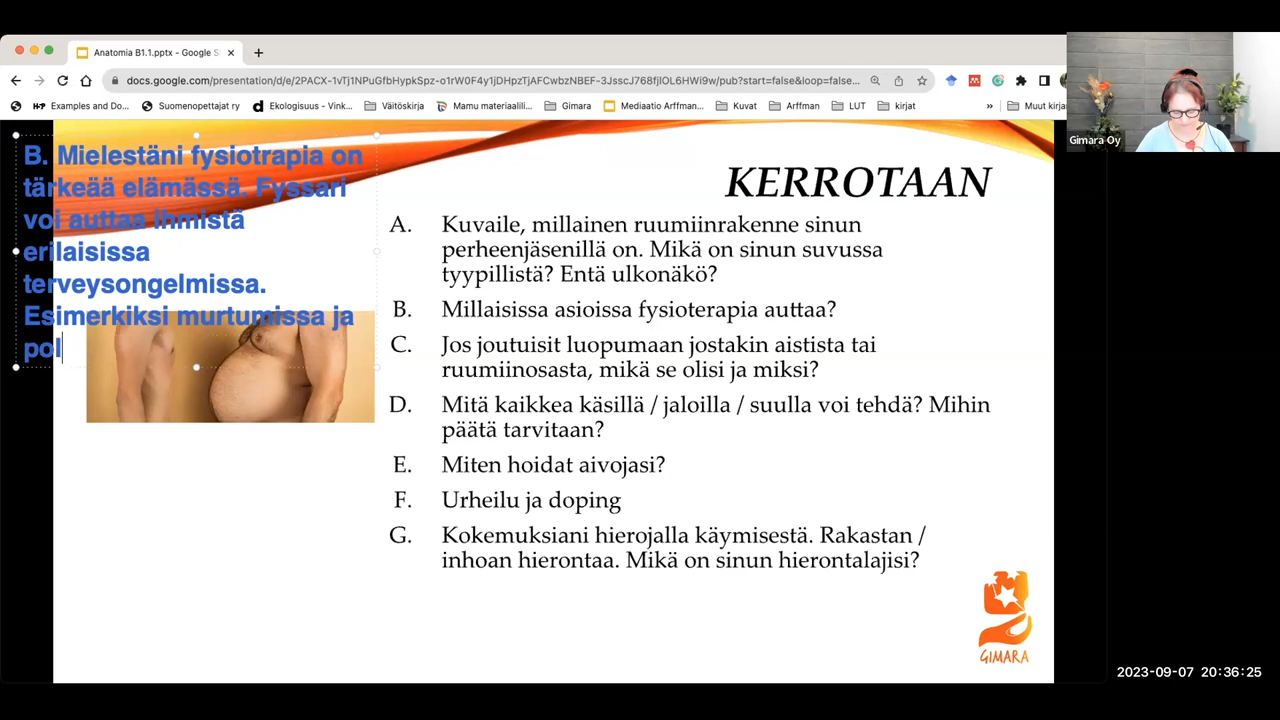 Anatomia B1.1.pptx - Google S
docs.google.com/presentation/d/e/2PACX-1vTj1NPuGfbHypkSpz-o1rW0F4y1jDHpzTjAFCwbzNBEF-3JsscJ768fjlOL6HWi9w/pub?start=false&loop=false...
Examples and Do...
Suomenopettajat ry
Ekologisuus - Vink...
Väitöskirja
Mamu materiaalili...
Gimara
Mediaatio Arffman...
Kuvat
Arffman
LUT
kirjat
»
Muut kirjan
Gimara Oy
B. Mielestäni fysiotrapia on
tärkeää elämässä. Fyssari
voi auttaa ihmistä
erilaisissa
terveysongelmissa.
Esimerkiksi murtumissa ja
pol
KERROTAAN
A. Kuvaile, millainen ruumiinrakenne sinun
perheenjäsenillä on. Mikä on sinun suvussa
tyypillistä? Entä ulkonäkö?
B. Millaisissa asioissa fysioterapia auttaa?
C. Jos joutuisit luopumaan jostakin aistista tai
ruumiinosasta, mikä se olisi ja miksi?
D. Mitä kaikkea käsillä / jaloilla / suulla voi tehdä? Mihin
päätä tarvitaan?
E. Miten hoidat aivojasi?
F. Urheilu ja doping
G. Kokemuksiani hierojalla käymisestä. Rakastan /
inhoan hierontaa. Mikä on sinun hierontalajisi?
GIMARA
2023-09-07 20:36:25